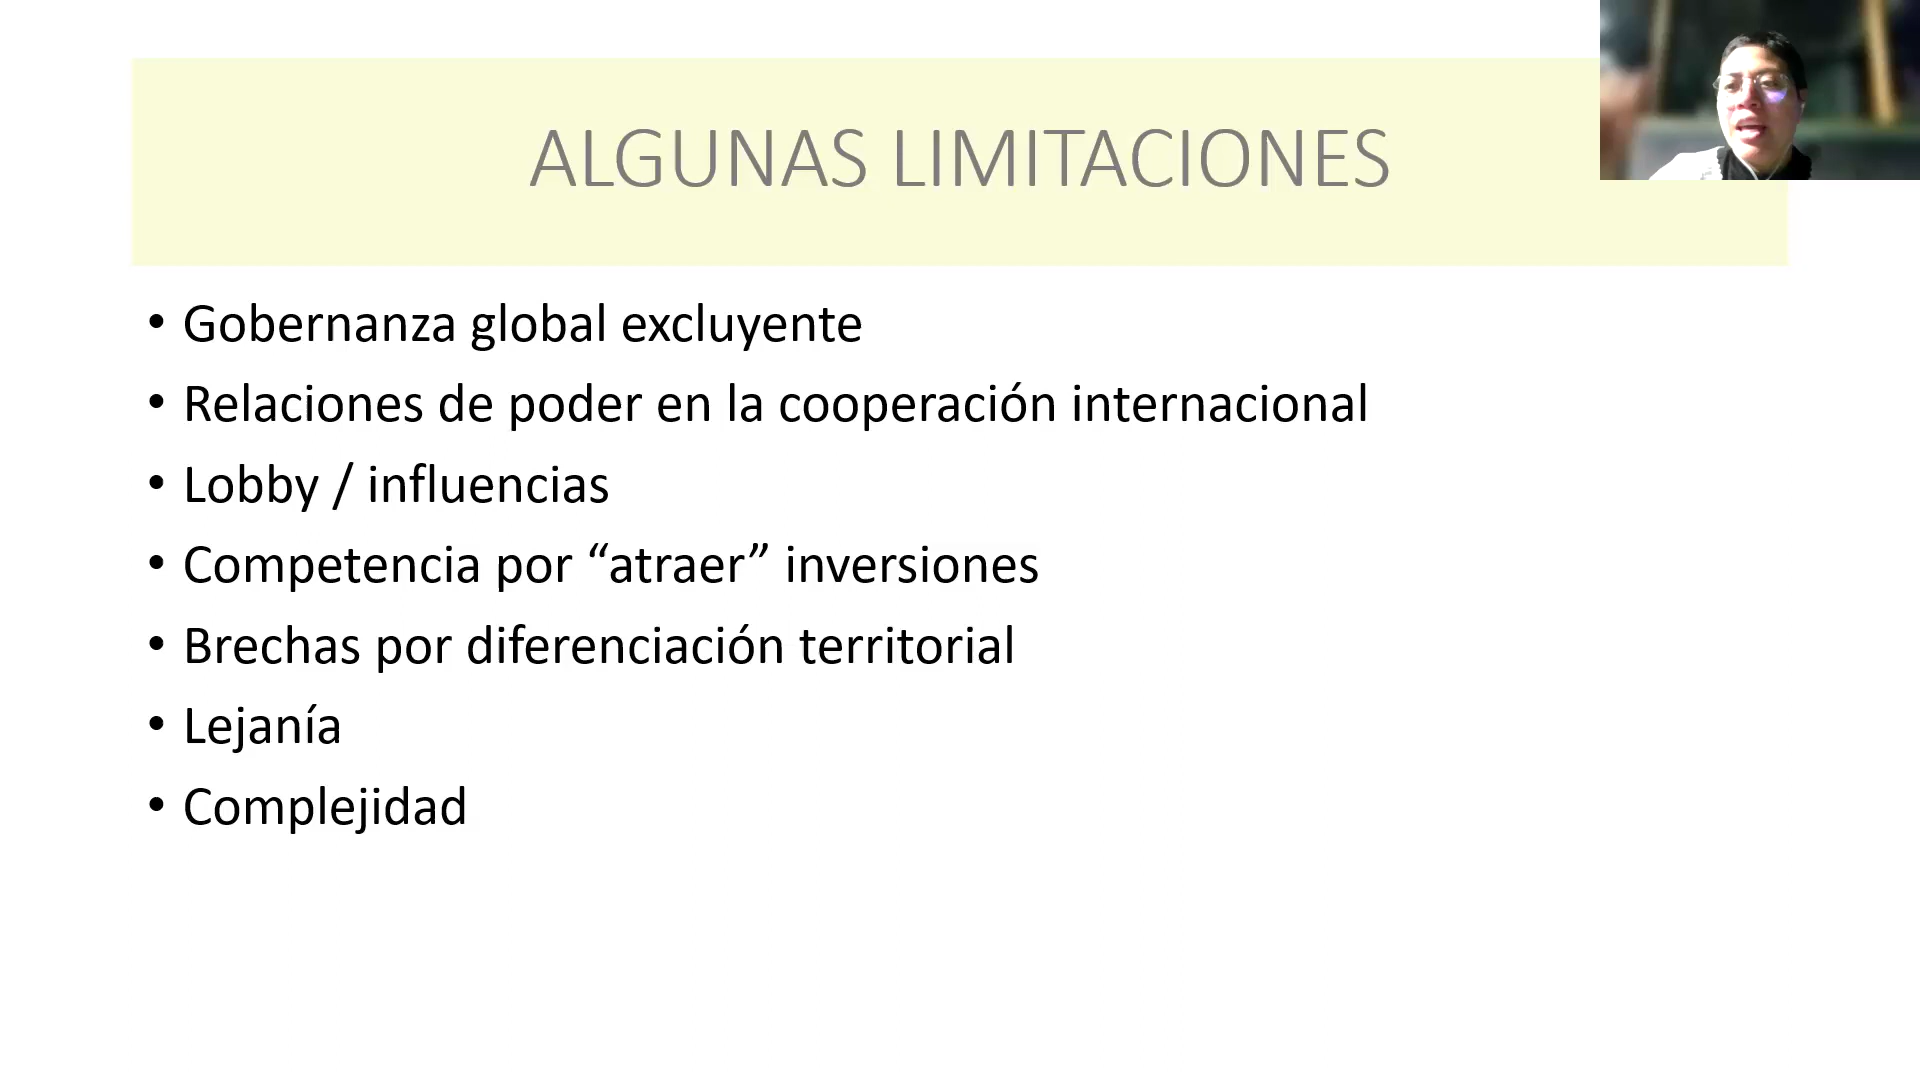 ALGUNAS LIMITACIONES
• Gobernanza global excluyente
• Relaciones de poder en la cooperación internacional
• Lobby / influencias
• Competencia por “atraer” inversiones
• Brechas por diferenciación territorial
• Lejanía
• Complejidad